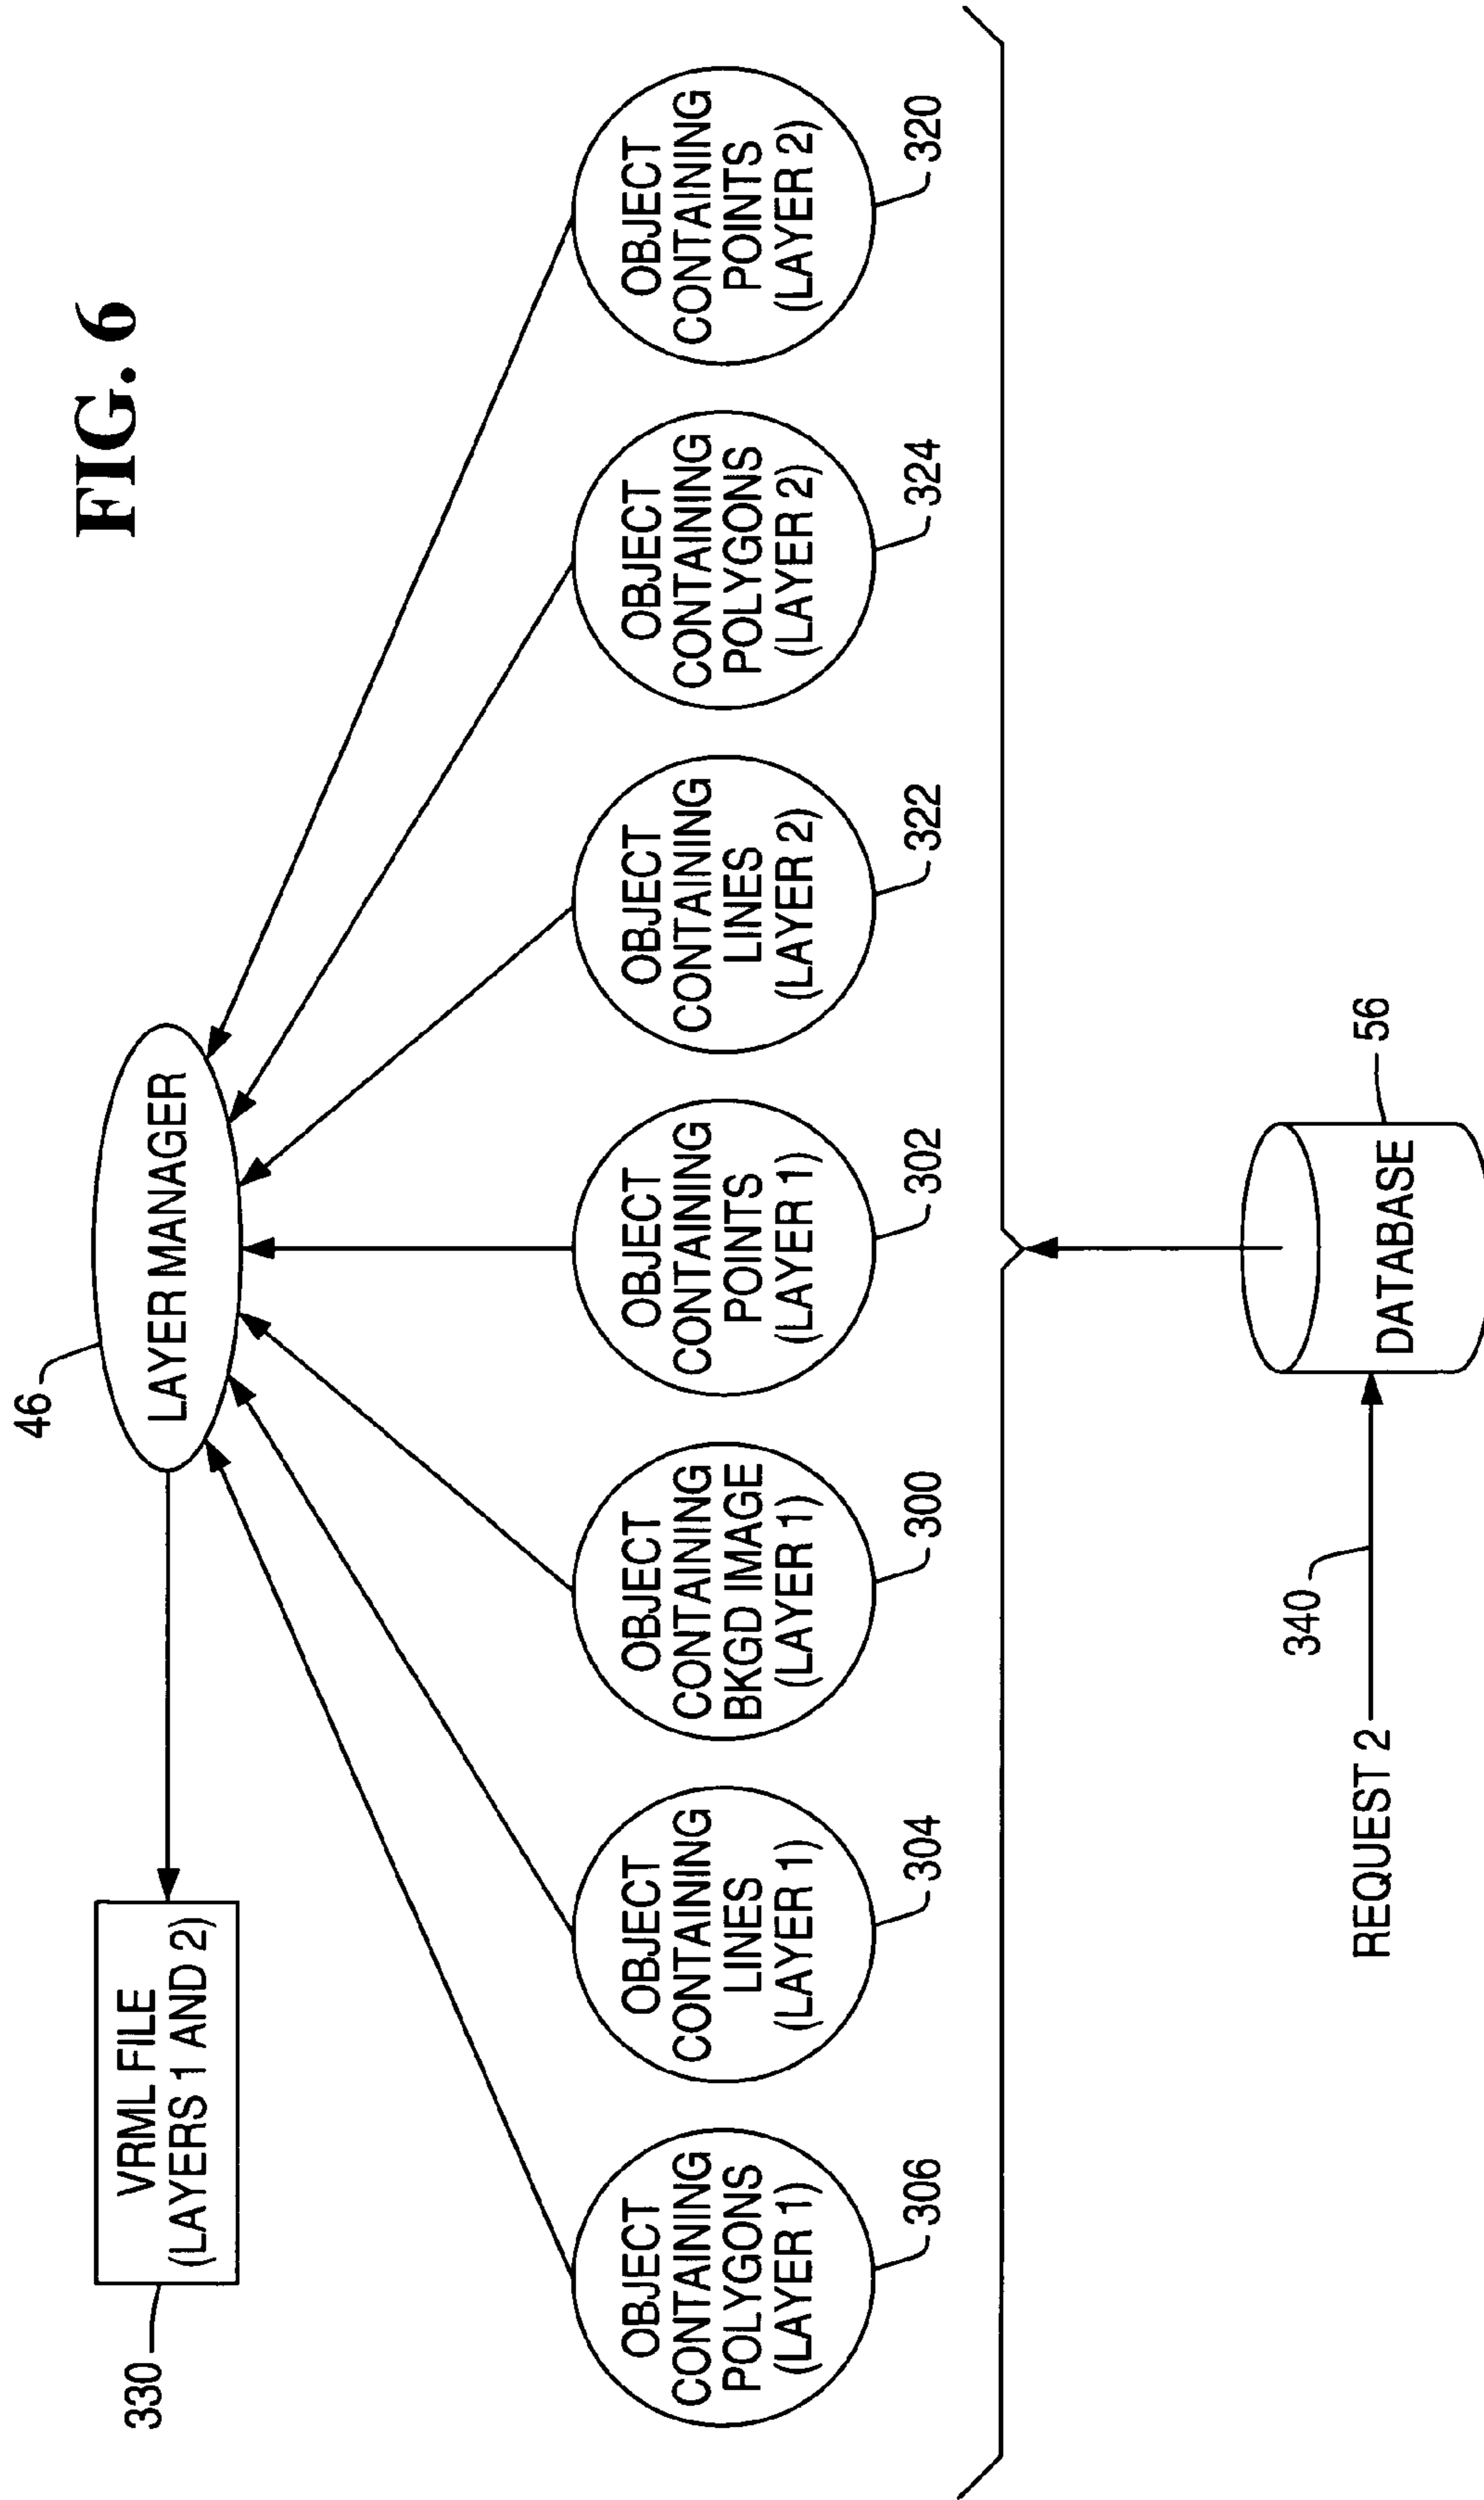 FIG. 6
46
330
VRML FILE
(LAYERS 1 AND 2)
LAYER MANAGER
OBJECT
CONTAINING
POLYGONS
(LAYER 1)
306
OBJECT
CONTAINING
LINES
(LAYER 1)
304
OBJECT
CONTAINING
BKGD IMAGE
(LAYER 1)
300
OBJECT
CONTAINING
POINTS
(LAYER 1)
302
OBJECT
CONTAINING
LINES
(LAYER 2)
322
OBJECT
CONTAINING
POLYGONS
(LAYER 2)
324
OBJECT
CONTAINING
POINTS
(LAYER 2)
320
340
REQUEST 2
DATABASE
56